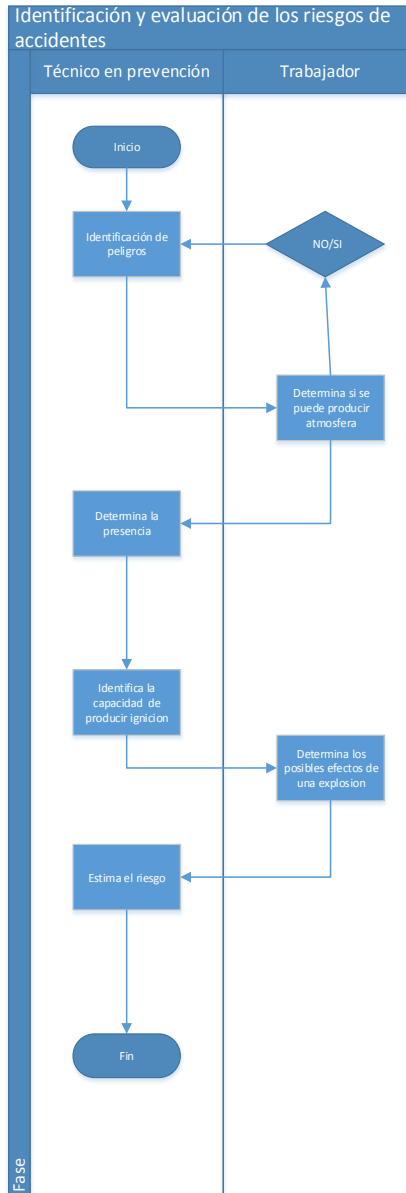 Identificación y evaluación de los riesgos de
accidentes
Técnico en prevención
Trabajador
Inicio
Identificación de
peligros
NO/SI
Determina si se
puede producir
atmosfera
Determina la
presencia
Identifica la
capacidad de
producir ignicion
Determina los
posibles efectos de
una explosion
Estima el riesgo
Fin
Fase